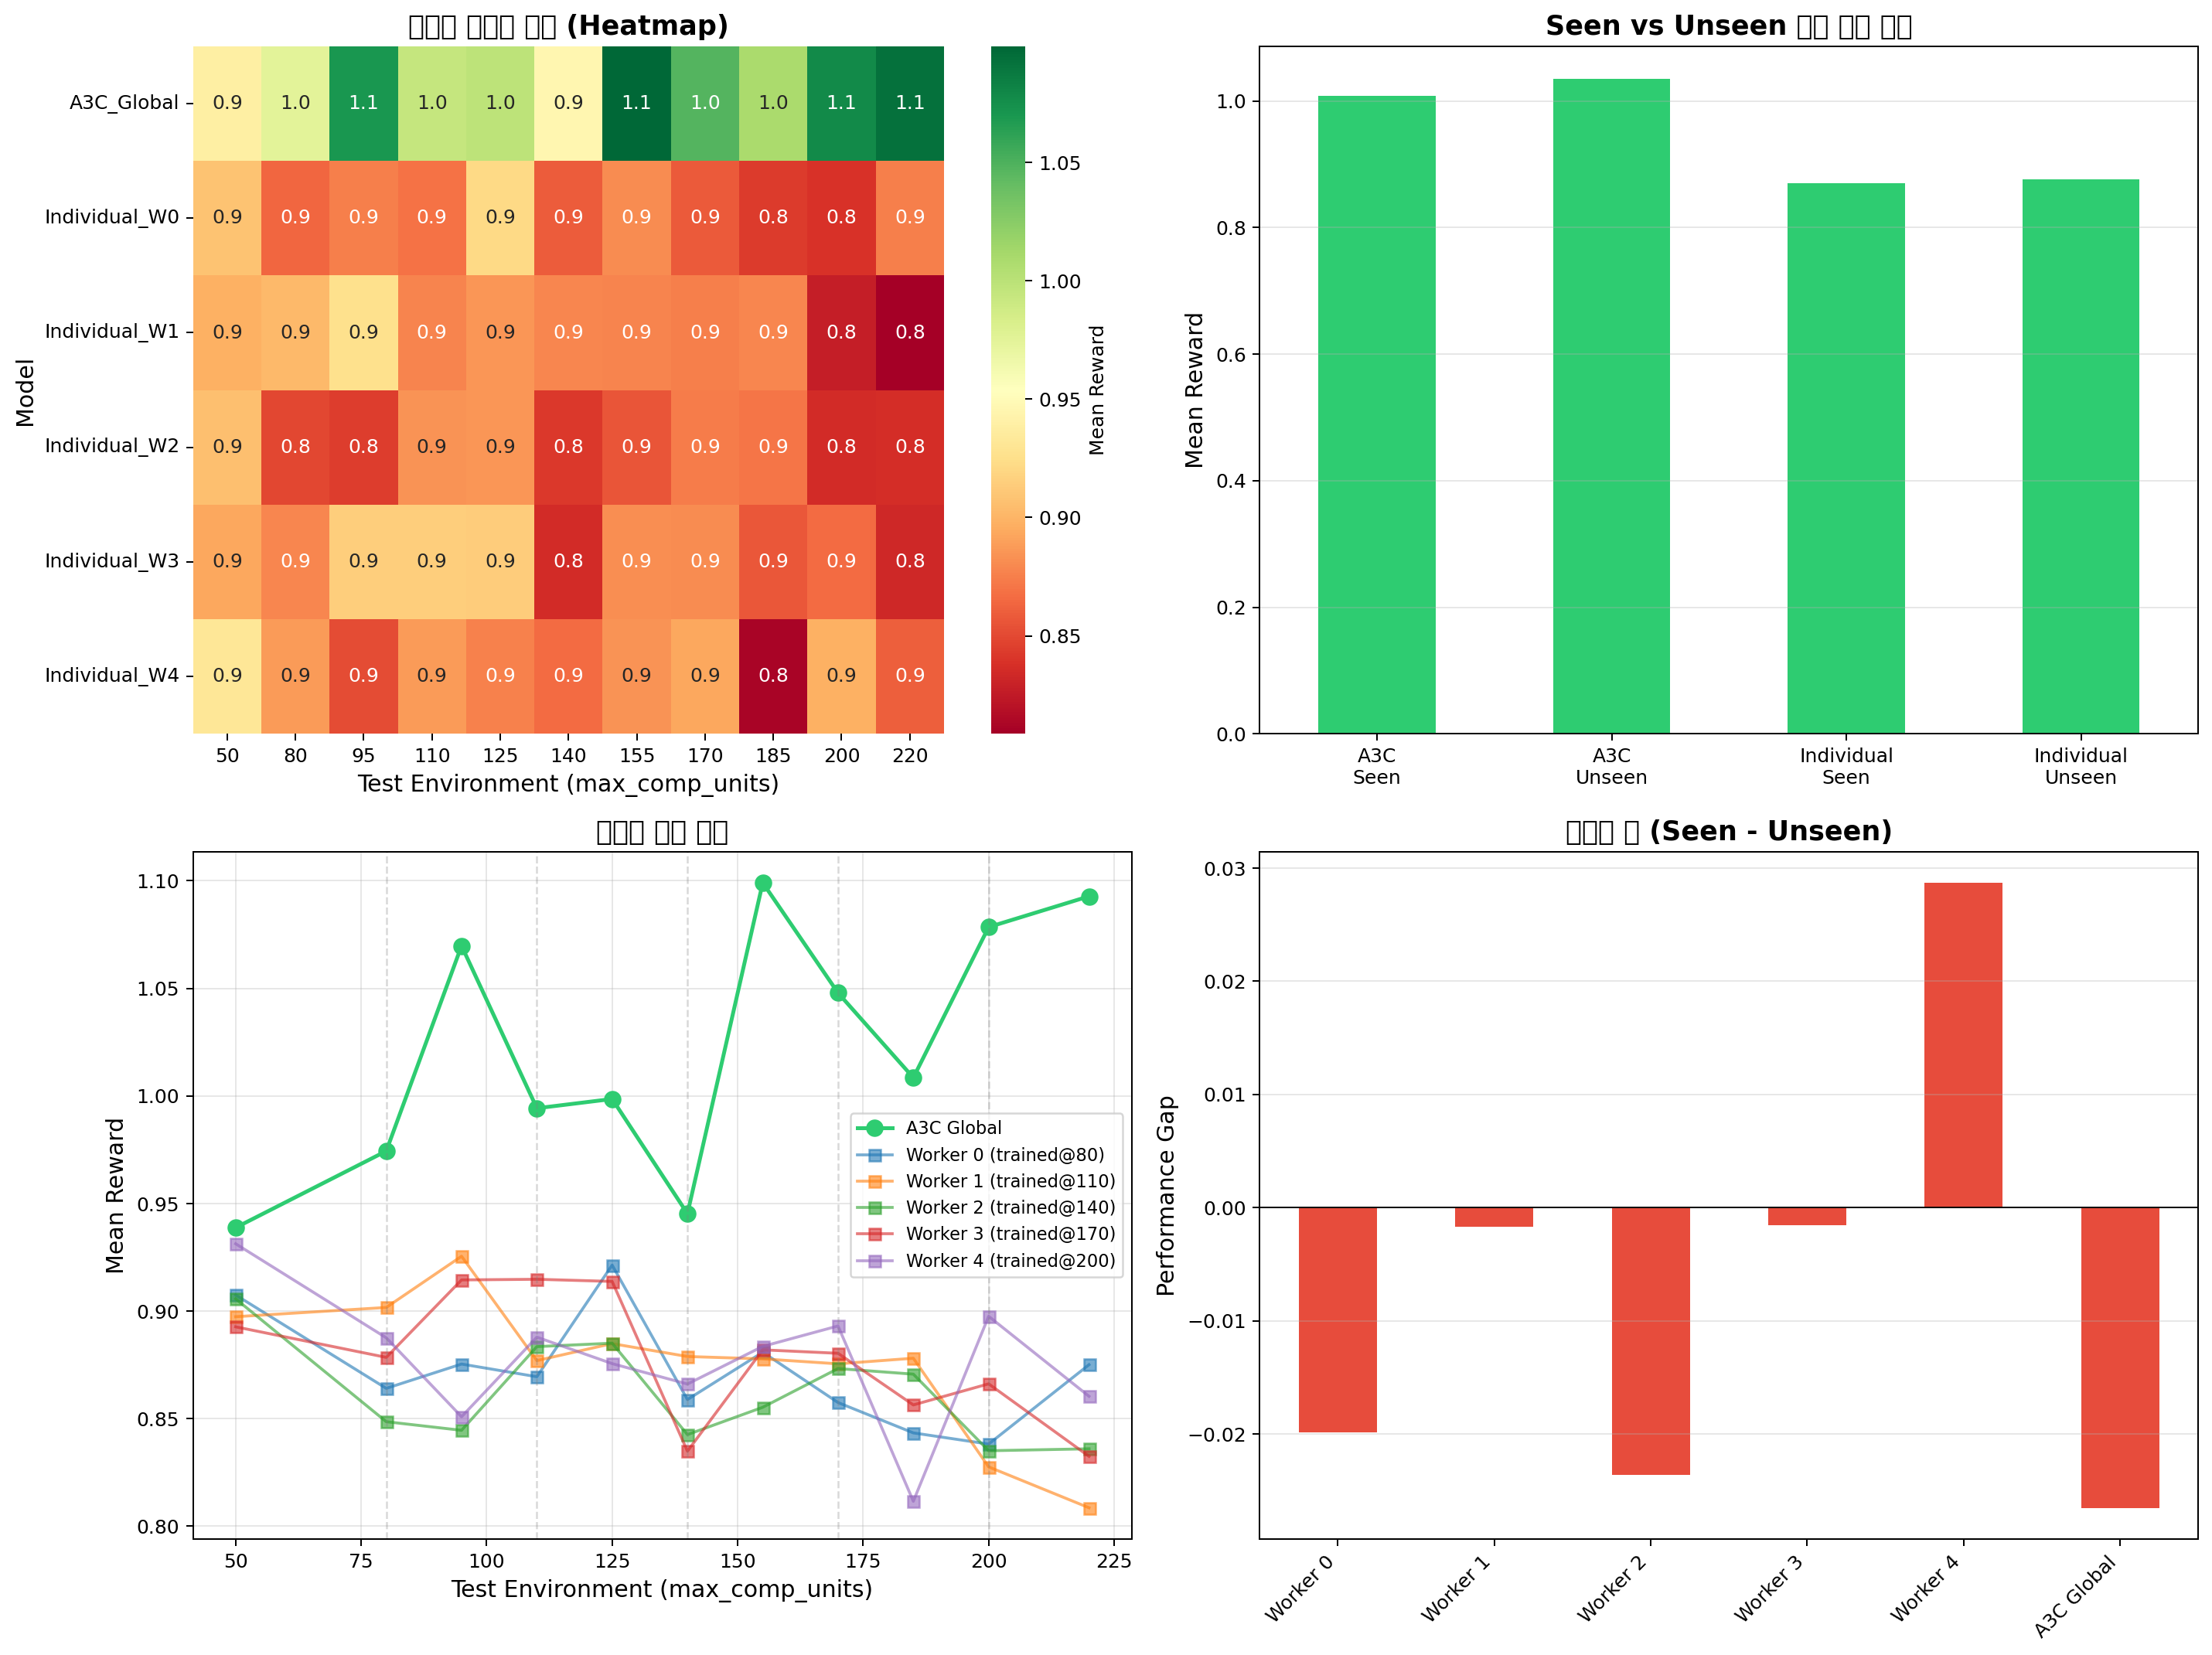 (Heatmap)
A3C_Global
0.9 1.0 1.1 1.0 1.0 0.9 1.1 1.0 1.0 1.1 1.1
Individual_W0
0.9 0.9 0.9 0.9 0.9 0.9 0.9 0.9 0.8 0.8 0.9
Individual_W1
0.9 0.9 0.9 0.9 0.9 0.9 0.9 0.9 0.9 0.8 0.8
Individual_W2
0.9 0.8 0.8 0.9 0.9 0.8 0.9 0.9 0.9 0.8 0.8
Individual_W3
0.9 0.9 0.9 0.9 0.9 0.8 0.9 0.9 0.9 0.9 0.8
Individual_W4
0.9 0.9 0.9 0.9 0.9 0.9 0.9 0.9 0.8 0.9 0.9
Model
50 80 95 110 125 140 155 170 185 200 220
Test Environment (max_comp_units)
1.05
1.00
0.95
0.90
0.85
Mean Reward
Seen vs Unseen
Mean Reward
1.0
0.8
0.6
0.4
0.2
0.0
A3C
Seen
A3C
Unseen
Individual
Seen
Individual
Unseen
Mean Reward
1.10
1.05
1.00
0.95
0.90
0.85
0.80
A3C Global
Worker 0 (trained@80)
Worker 1 (trained@110)
Worker 2 (trained@140)
Worker 3 (trained@170)
Worker 4 (trained@200)
50 75 100 125 150 175 200 225
Test Environment (max_comp_units)
(Seen - Unseen)
Performance Gap
0.03
0.02
0.01
0.00
−0.01
−0.02
Worker 0
Worker 1
Worker 2
Worker 3
Worker 4
A3C Global